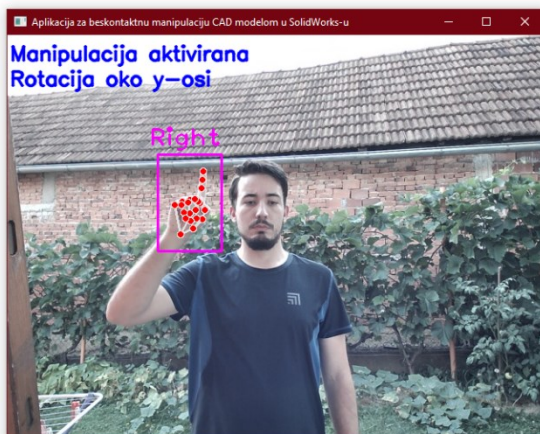 Aplikacija za beskontaktnu manipulaciju CAD modelom u SolidWorks-u
Manipulacija aktivirana
Rotacija oko y-osi
Right